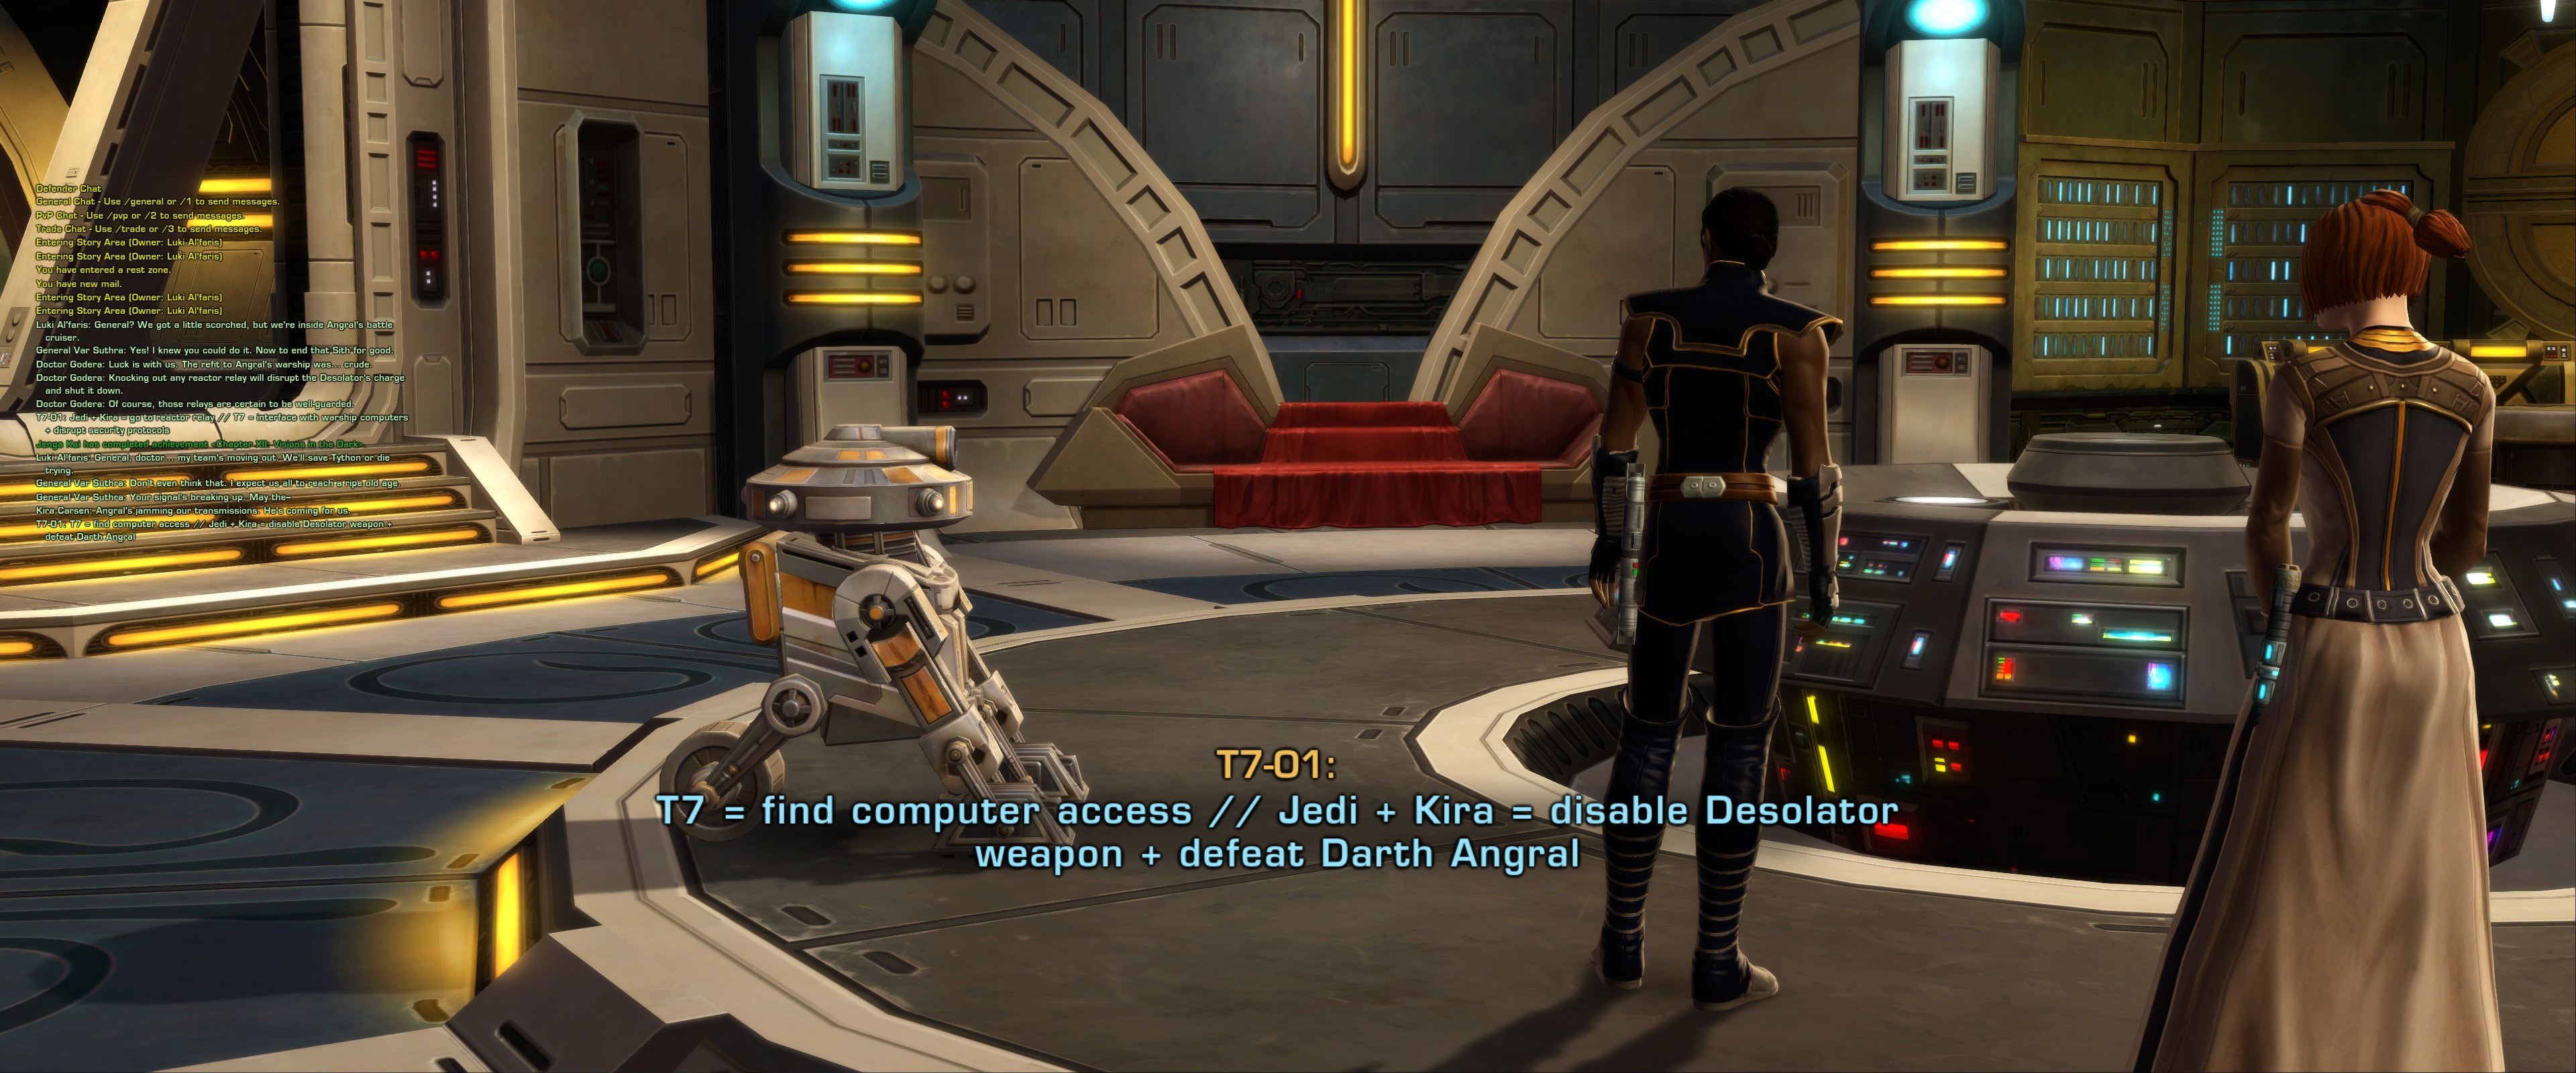 Defender Chat
General Chat - Use /general or /1 to send messages.
PvP Chat - Use /pvp or /2 to send messages.
Trade Chat - Use /trade or /3 to send messages.
Entering Story Area (Owner: Luki Al'faris)
Entering Story Area (Owner: Luki Al'faris)
You have entered a rest zone.
You have new mail.
Entering Story Area (Owner: Luki Al'faris)
Entering Story Area (Owner: Luki Al'faris)
Luki Al'faris: General? We got a little scorched, but we're inside Angral's battle
cruiser.
General Var Suthra: Yes! I knew you could do it. Now to end that Sith for good.
Doctor Godera: Luck is with us. The refit to Angral's warship was... crude.
Doctor Godera: Knocking out any reactor relay will disrupt the Desolator's charge
and shut it down.
Doctor Godera: Of course, those relays are certain to be well-guarded.
T7-01: Jedi + Kira = go to reactor relay // T7 = interface with warship computers
+ disrupt security protocols
Jenga Kai has completed achievement <Chapter XII: Visions in the Dark>.
Luki Al'faris: General, doctor... my team's moving out. We'll save Tython or die
trying.
General Var Suthra: Don't even think that. I expect us all to reach a ripe old age.
General Var Suthra: Your signal's breaking up. May the--
Kira Carsen: Angral's jamming our transmissions. He's coming for us.
T7-01: T7 = find computer access // Jedi + Kira = disable Desolator weapon +
defeat Darth Angral
T7-01:
T7 = find computer access // Jedi + Kira = disable Desolator
weapon + defeat Darth Angral